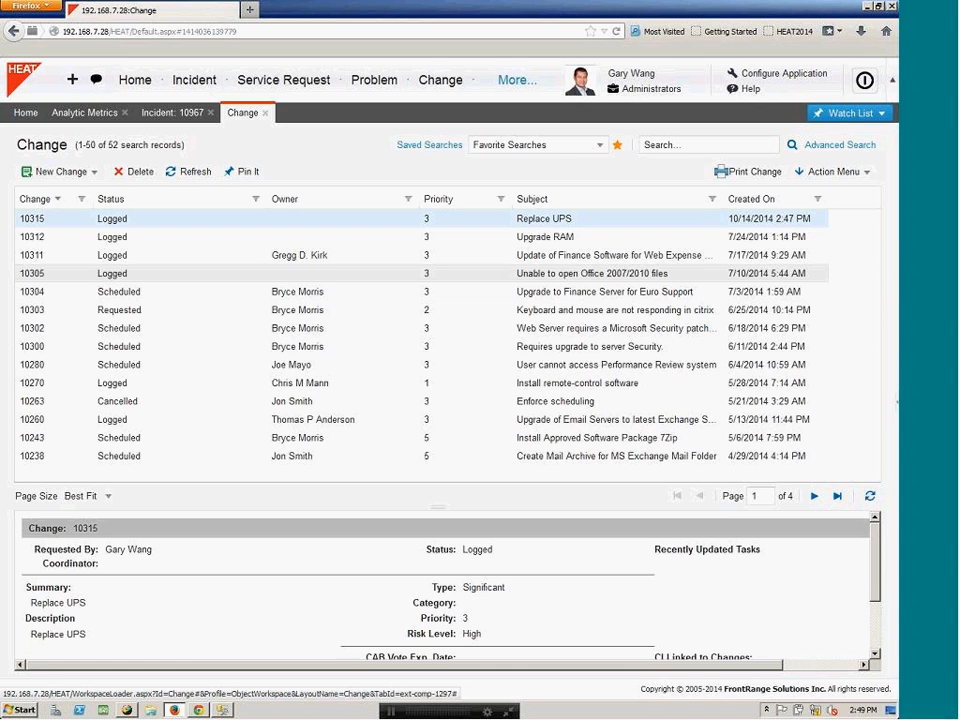 Firefox
192.168.7.28:Change
192.168.7.28/HEAT/Default.aspx#1414036139779
Most Visited Getting Started HEAT2014
HEAT
Home Incident Service Request Problem Change More...
Gary Wang
Administrators
Configure Application
Help
Home Analytic Metrics Incident: 10967 Change Watch List
Change (1-50 of 52 search records) Saved Searches Favorite Searches Search... Advanced Search
New Change Delete Refresh Pin It Print Change Action Menu
Change Status Owner Priority Subject Created On
10315 Logged 3 Replace UPS 10/14/2014 2:47 PM
10312 Logged 3 Upgrade RAM 7/24/2014 1:14 PM
10311 Logged Gregg D. Kirk 3 Update of Finance Software for Web Expense ... 7/17/2014 9:29 AM
10305 Logged 3 Unable to open Office 2007/2010 files 7/10/2014 5:44 AM
10304 Scheduled Bryce Morris 3 Upgrade to Finance Server for Euro Support 7/3/2014 1:59 AM
10303 Requested Bryce Morris 2 Keyboard and mouse are not responding in citrix 6/25/2014 10:14 PM
10302 Scheduled Bryce Morris 3 Web Server requires a Microsoft Security patch... 6/18/2014 6:29 PM
10300 Scheduled Bryce Morris 3 Requires upgrade to server Security. 6/11/2014 2:44 PM
10280 Scheduled Joe Mayo 3 User cannot access Performance Review system 6/4/2014 10:59 AM
10270 Logged Chris M Mann 1 Install remote-control software 5/28/2014 7:14 AM
10263 Cancelled Jon Smith 3 Enforce scheduling 5/21/2014 3:29 AM
10260 Logged Thomas P Anderson 3 Upgrade of Email Servers to latest Exchange S... 5/13/2014 11:44 PM
10243 Scheduled Bryce Morris 5 Install Approved Software Package 7Zip 5/6/2014 7:59 PM
10238 Scheduled Jon Smith 5 Create Mail Archive for MS Exchange Mail Folder 4/29/2014 4:14 PM
Page Size Best Fit Page 1 of 4
Change: 10315
Requested By: Gary Wang Status: Logged Recently Updated Tasks
Coordinator:
Summary: Type: Significant
Replace UPS Category:
Description Priority: 3
Replace UPS Risk Level: High
CAB Vote Exp. Date: CI Linked to Changes:
Copyright © 2005-2014 FrontRange Solutions Inc. All rights reserved.
192.168.7.28/HEAT/WorkspaceLoader.aspx?Id=Change#&Profile=ObjectWorkspace&LayoutName=Change&TabId=ext-comp-1297#
Start 2:49 PM